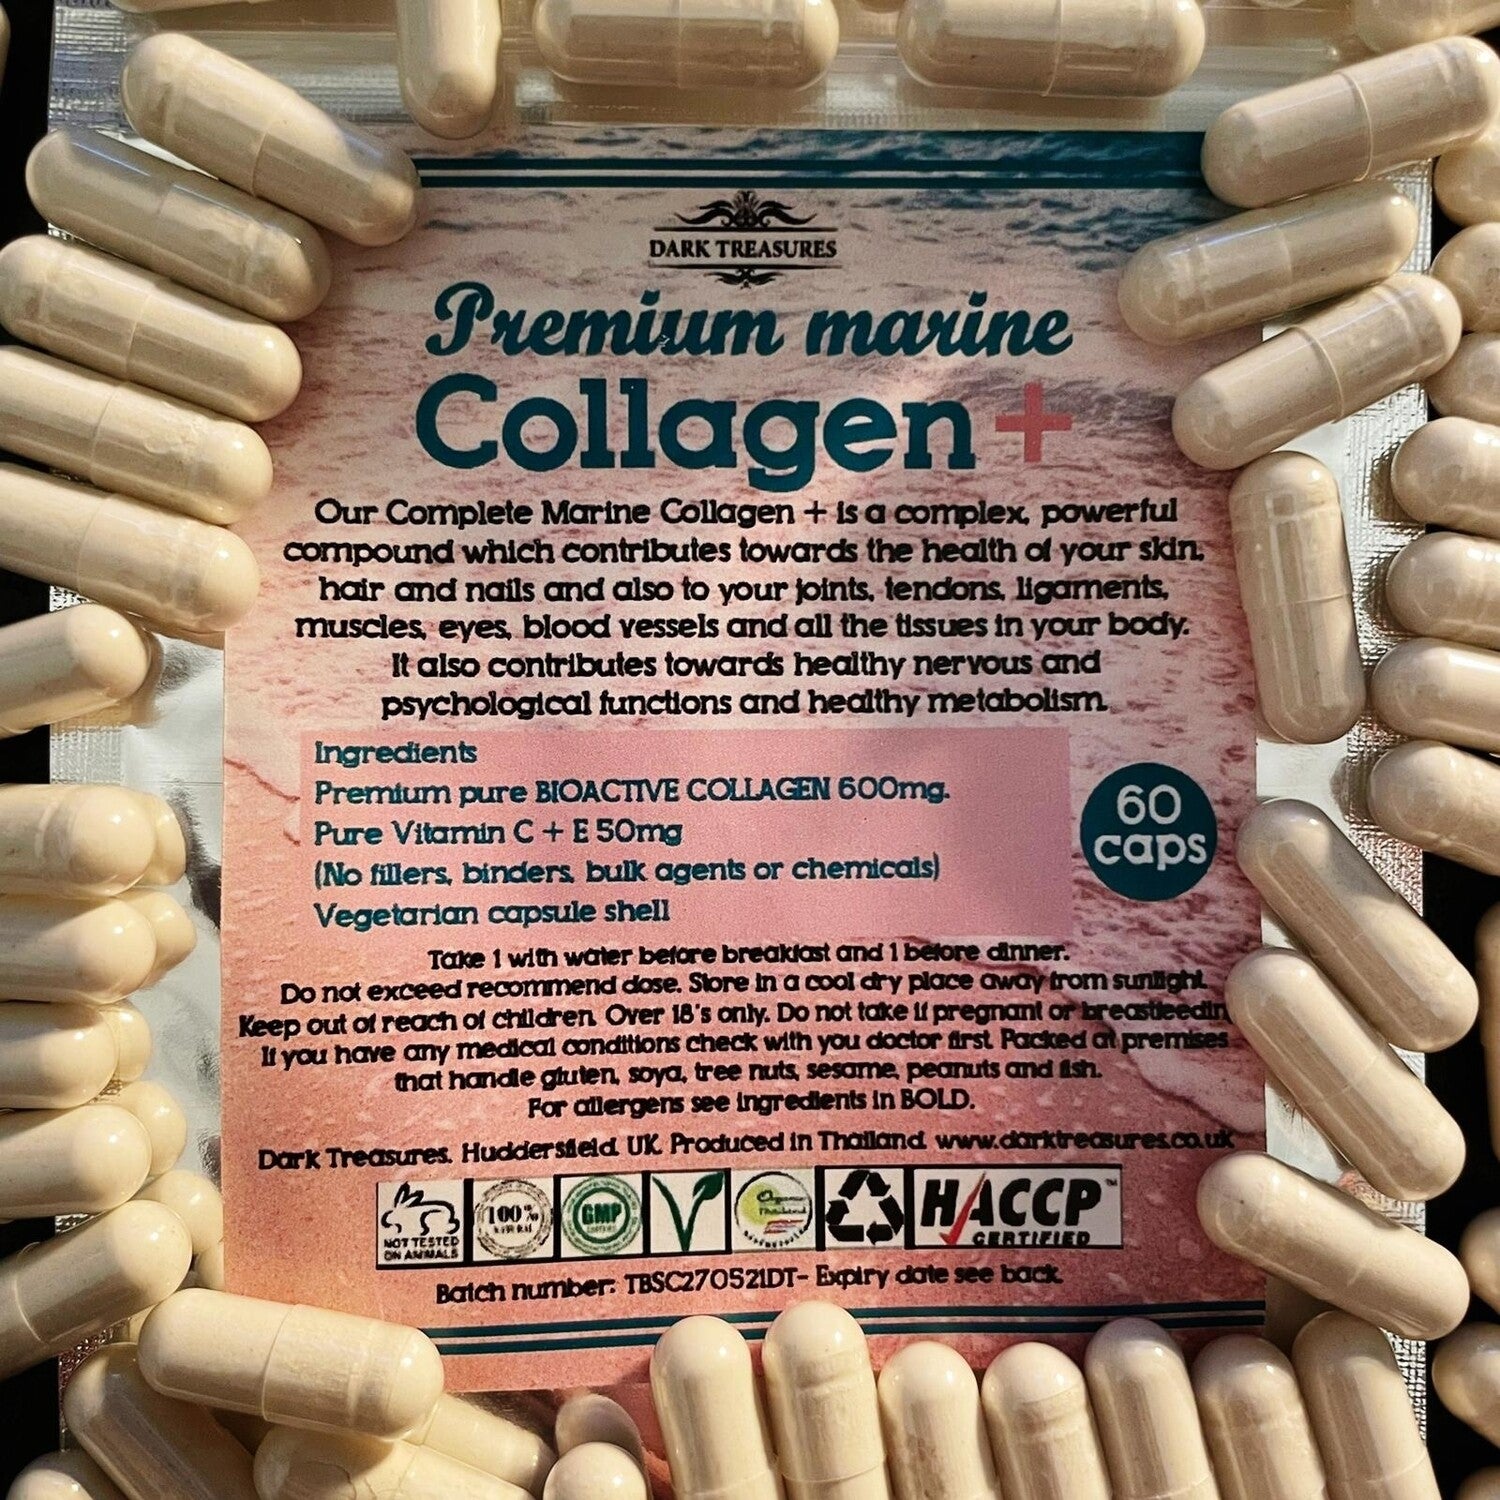 DARK TREASURES
Premium marine
Collagen+
Our Complete Marine Collagen + is a complex, powerful
compound which contributes towards the health of your skin,
hair and nails and also to your joints, tendons, ligaments,
muscles, eyes, blood vessels and all the tissues in your body.
It also contributes towards healthy nervous and
psychological functions and healthy metabolism.
Ingredients
Premium pure BIOACTIVE COLLAGEN 600mg.
Pure Vitamin C + E 50mg
(No fillers, binders, bulk agents or chemicals)
Vegetarian capsule shell
60
caps
Take 1 with water before breakfast and 1 before dinner.
Do not exceed recommend dose. Store in a cool dry place away from sunlight.
Keep out of reach of children. Over 18's only. Do not take if pregnant or breastfeedin
If you have any medical conditions check with you doctor first. Packed at premises
that handle gluten, soya, tree nuts, sesame, peanuts and fish.
For allergens see ingredients in BOLD.
Dark Treasures. Huddersfield. UK. Produced in Thailand. www.darktreasures.co.uk
NOT TESTED
ON ANIMALS
100%
GMP
Organic
Thailand
HACCP™
CERTIFIED
Batch number: TBSC270521DT- Expiry date see back.